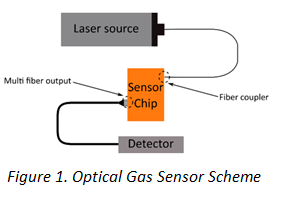 Laser source
Multi fiber output
Sensor
Chip
Fiber coupler
Detector
Figure 1. Optical Gas Sensor Scheme